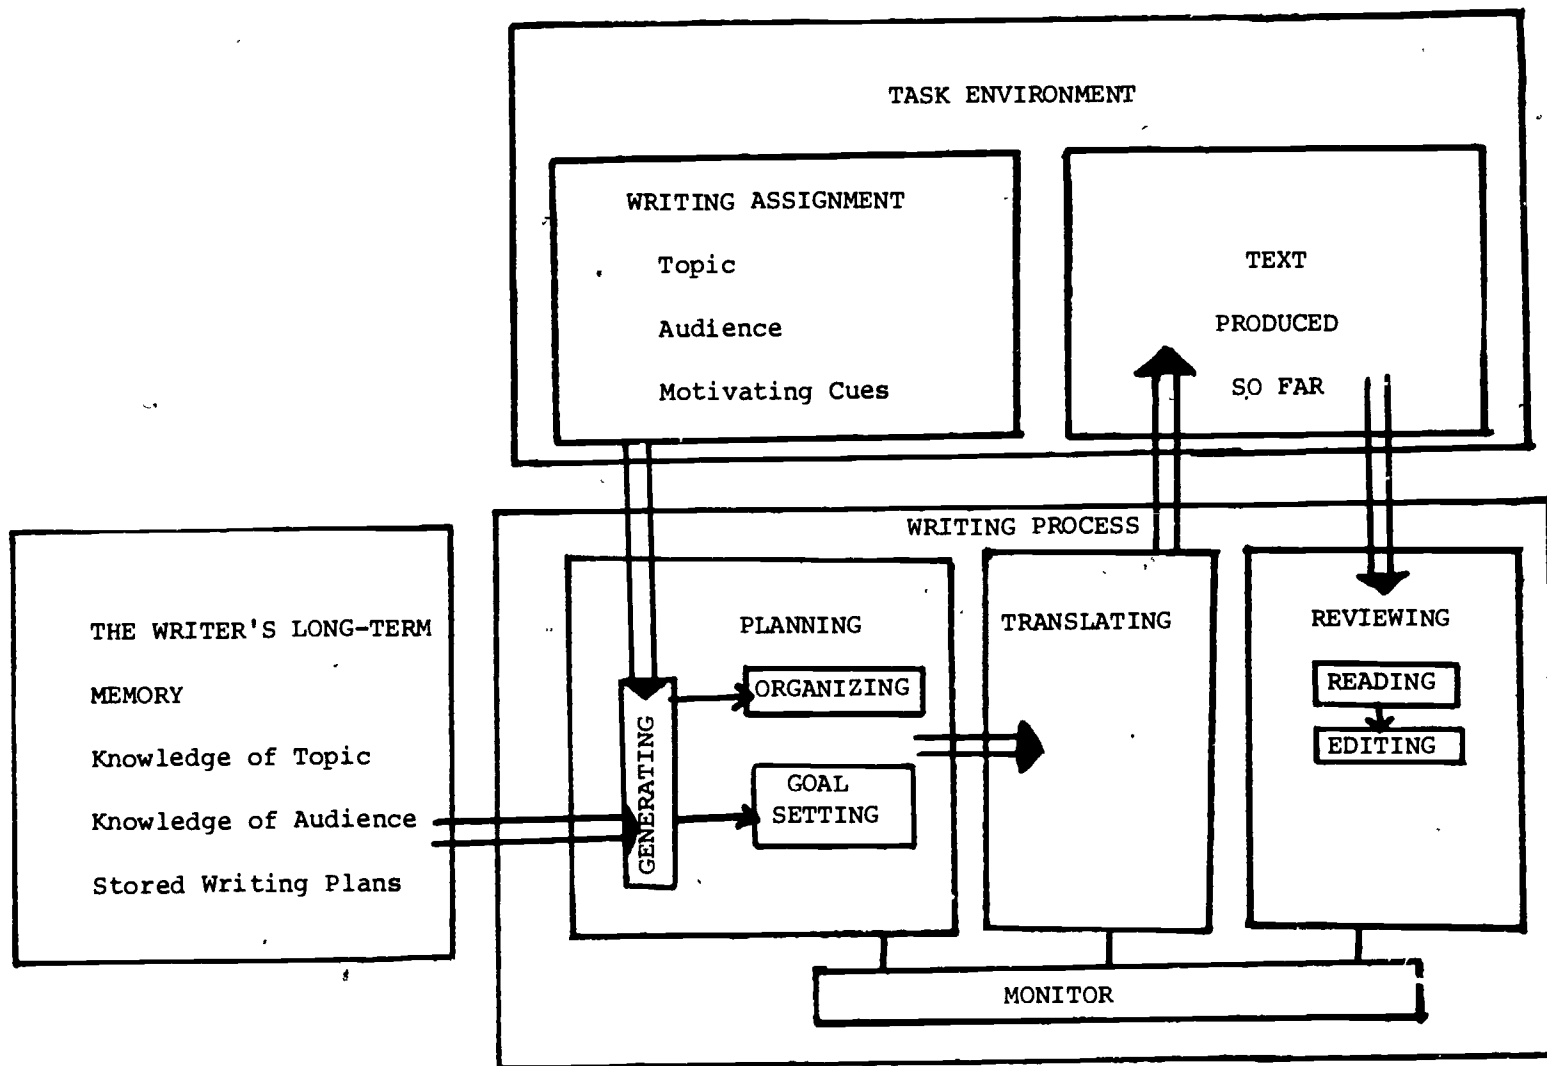 TASK ENVIRONMENT
WRITING ASSIGNMENT
Topic
Audience
Motivating Cues
TEXT
PRODUCED
SO FAR
THE WRITER'S LONG-TERM
MEMORY
Knowledge of Topic
Knowledge of Audience
Stored Writing Plans
WRITING PROCESS
PLANNING
GENERATING
ORGANIZING
GOAL
SETTING
TRANSLATING
REVIEWING
READING
EDITING
MONITOR